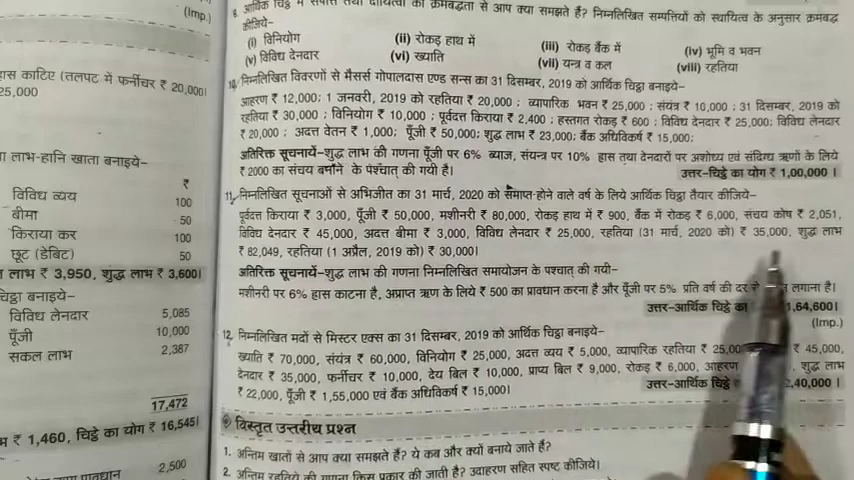 (Imp.)
ास काटिए (तलपट में फर्नीचर ₹ 20,000।
25,000
ा लाभ-हानि खाता बनाइये–
₹
विविध व्यय 100
बीमा 50
किराया कर 100
छूट (डेबिट) 50
लाभ ₹ 3,950, शुद्ध लाभ ₹ 3,600।
चिट्ठा बनाइये–
विविध लेनदार 5,085
पूँजी 10,000
सकल लाभ 2,387
17,472
₹ 1,460, चिट्ठे का योग ₹ 16,545।
2,500
8. आर्थिक चिट्ठे में सम्पत्ति तथा दायित्वों की क्रमबद्धता से आप क्या समझते हैं? निम्नलिखित सम्पत्तियों को स्थायित्व के अनुसार क्रमबद्ध
कीजिये–
(i) विनियोग (ii) रोकड़ हाथ में (iii) रोकड़ बैंक में (iv) भूमि व भवन
(v) विविध देनदार (vi) ख्याति (vii) यन्त्र व कल (viii) रहतिया
10. निम्नलिखित विवरणों से मैसर्स गोपालदास एण्ड सन्स का 31 दिसम्बर, 2019 को आर्थिक चिट्ठा बनाइये–
आहरण ₹ 12,000; 1 जनवरी, 2019 को रहतिया ₹ 20,000 ; व्यापारिक भवन ₹ 25,000 ; संयंत्र ₹ 10,000 ; 31 दिसम्बर, 2019 को
रहतिया ₹ 30,000 ; विनियोग ₹ 10,000 ; पूर्वदत्त किराया ₹ 2,400 ; हस्तगत रोकड़ ₹ 600 ; विविध देनदार ₹ 25,000; विविध लेनदार
₹ 20,000 ; अदत्त वेतन ₹ 1,000; पूँजी ₹ 50,000; शुद्ध लाभ ₹ 23,000; बैंक अधिविकर्ष ₹ 15,000;
अतिरिक्त सूचनायें–शुद्ध लाभ की गणना पूँजी पर 6% ब्याज, संयन्त्र पर 10% ह्रास तथा देनदारों पर अशोध्य एवं संदिग्ध ऋणों के लिये
₹ 2000 का संचय बनाने के पश्चात् की गयी है। उत्तर-चिट्ठे का योग ₹ 1,00,000 ।
11. निम्नलिखित सूचनाओं से अभिजीत का 31 मार्च, 2020 को समाप्त होने वाले वर्ष के लिये आर्थिक चिट्ठा तैयार कीजिये–
पूर्वदत्त किराया ₹ 3,000, पूँजी ₹ 50,000, मशीनरी ₹ 80,000, रोकड़ हाथ में ₹ 900, बैंक में रोकड़ ₹ 6,000, संचय कोष ₹ 2,051,
विविध देनदार ₹ 45,000, अदत्त बीमा ₹ 3,000, विविध लेनदार ₹ 25,000, रहतिया (31 मार्च, 2020 को) ₹ 35,000, शुद्ध लाभ
₹ 82,049, रहतिया (1 अप्रैल, 2019 को) ₹ 30,000।
अतिरिक्त सूचनायें–शुद्ध लाभ की गणना निम्नलिखित समायोजन के पश्चात् की गयी–
मशीनरी पर 6% ह्रास काटना है, अप्राप्त ऋण के लिये ₹ 500 का प्रावधान करना है और पूँजी पर 5% प्रति वर्ष की दर से लगाना है।
उत्तर-आर्थिक चिट्ठे का 1,64,600।
(Imp.)
12. निम्नलिखित मदों से मिस्टर एक्स का 31 दिसम्बर, 2019 को आर्थिक चिट्ठा बनाइये–
ख्याति ₹ 70,000, संयंत्र ₹ 60,000, विनियोग ₹ 25,000, अदत्त व्यय ₹ 5,000, व्यापारिक रहतिया ₹ 25,00 ₹ 45,000,
देनदार ₹ 35,000, फर्नीचर ₹ 10,000, देय बिल ₹ 10,000, प्राप्य बिल ₹ 9,000, रोकड़ ₹ 6,000, आहरण शुद्ध लाभ
₹ 22,000, पूँजी ₹ 1,55,000 एवं बैंक अधिविकर्ष ₹ 15,000। उत्तर-आर्थिक चिट्ठे 2,40,000 ।
विस्तृत उत्तरीय प्रश्न
1. अन्तिम खातों से आप क्या समझते हैं? ये कब और क्यों बनाये जाते हैं?
2. अन्तिम रहतिये की गणना किस प्रकार की जाती है? उदाहरण सहित स्पष्ट कीजिये।